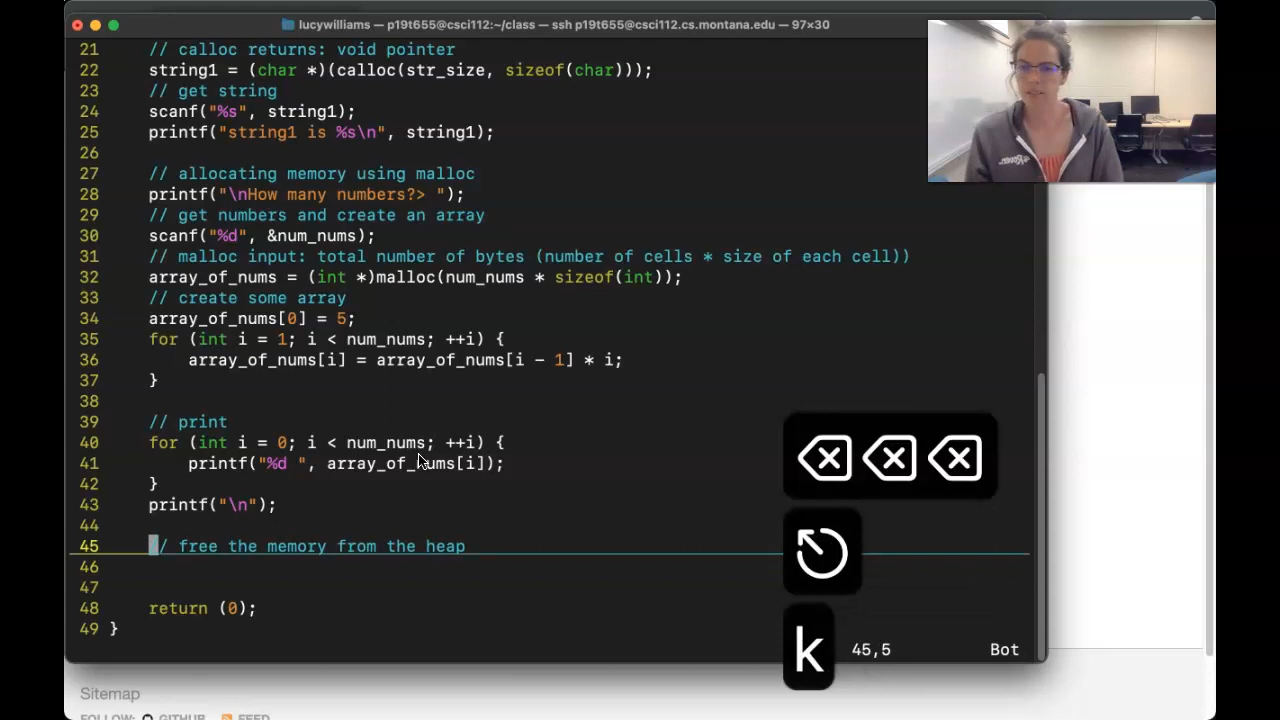 lucywilliams — p19t655@csci112:~/class — ssh p19t655@csci112.cs.montana.edu — 97×30
21 // calloc returns: void pointer
22 string1 = (char *)(calloc(str_size, sizeof(char)));
23 // get string
24 scanf("%s", string1);
25 printf("string1 is %s\n", string1);
26
27 // allocating memory using malloc
28 printf("\nHow many numbers?> ");
29 // get numbers and create an array
30 scanf("%d", &num_nums);
31 // malloc input: total number of bytes (number of cells * size of each cell))
32 array_of_nums = (int *)malloc(num_nums * sizeof(int));
33 // create some array
34 array_of_nums[0] = 5;
35 for (int i = 1; i < num_nums; ++i) {
36 array_of_nums[i] = array_of_nums[i - 1] * i;
37 }
38
39 // print
40 for (int i = 0; i < num_nums; ++i) {
41 printf("%d ", array_of_nums[i]);
42 }
43 printf("\n");
44
45 // free the memory from the heap
46
47
48 return (0);
49 }
k
45,5 Bot
Sitemap
FOLLOW: GITHUB FEED